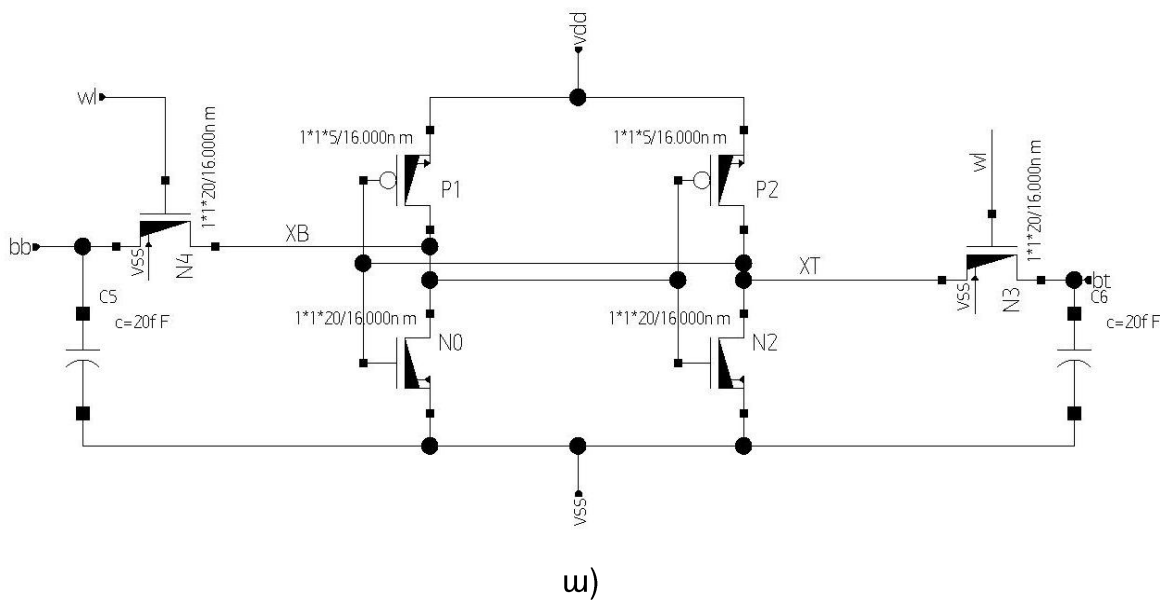 vdd
wl
1*1*5/16.000n m
1*1*5/16.000n m
1*1*20/16.000n m
P1
P2
wl
1*1*20/16.000n m
bb
XB
XT
vss
N4
vss
N3
bt
C5
c=20f F
C6
c=20f F
1*1*20/16.000n m
1*1*20/16.000n m
N0
N2
vss
m)